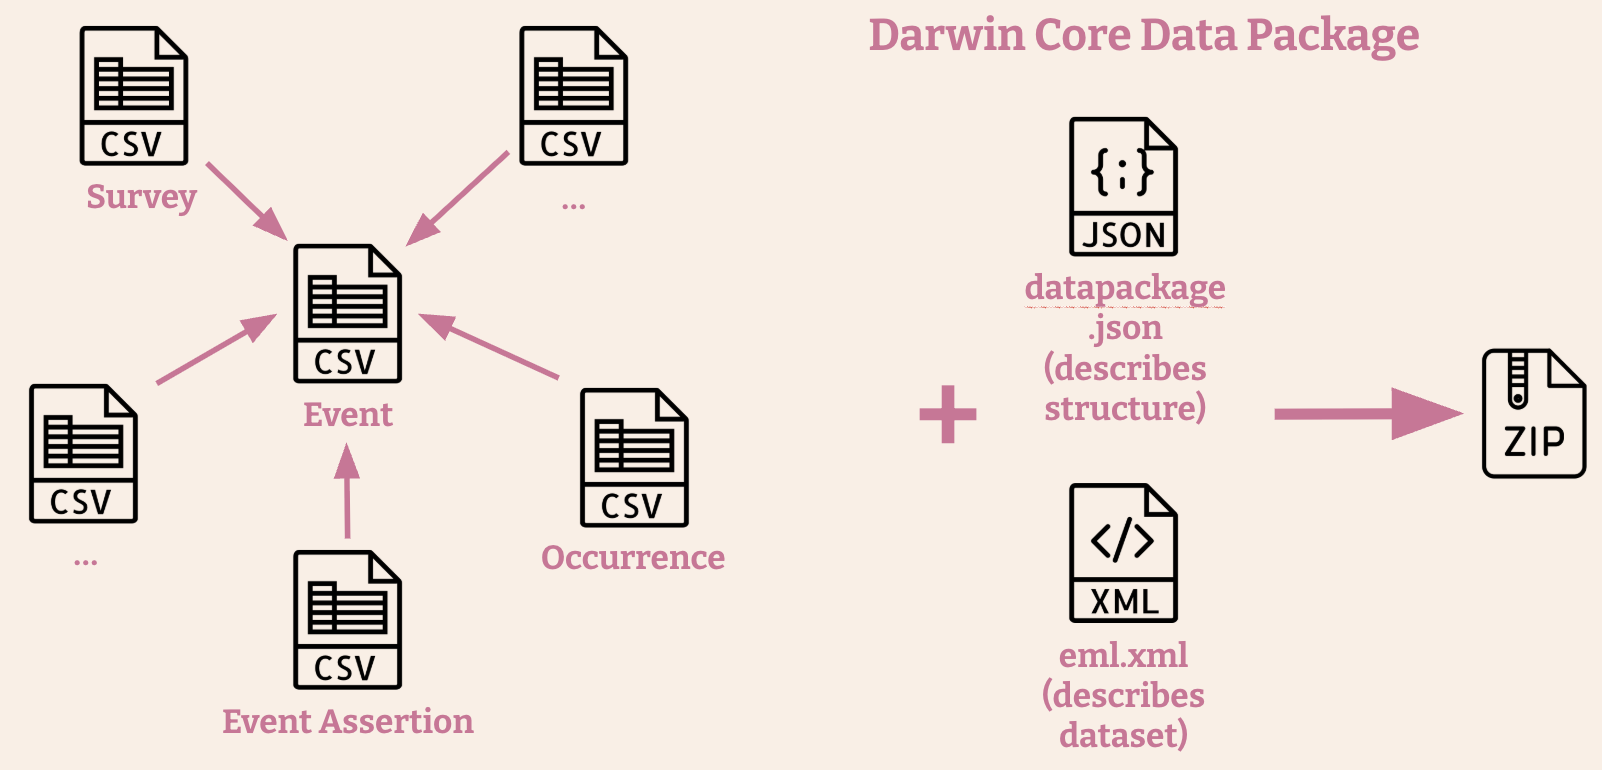 Darwin Core Data Package
CSV
Survey
CSV
...
CSV
Event
CSV
...
CSV
Occurrence
CSV
Event Assertion
+
JSON
datapackage
.json
(describes
structure)
XML
eml.xml
(describes
dataset)
ZIP